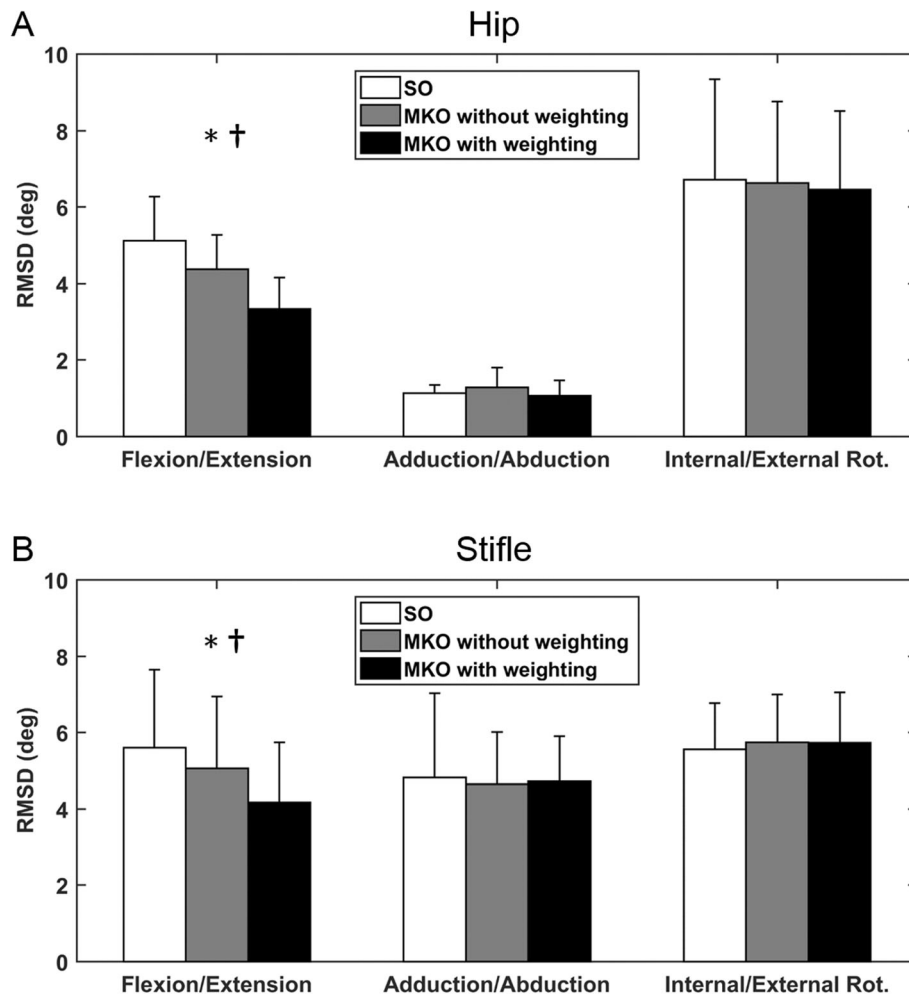 A
Hip
10
8
6
4
2
0
RMSD (deg)
* †
SO
MKO without weighting
MKO with weighting
Flexion/Extension
Adduction/Abduction
Internal/External Rot.
B
Stifle
10
8
6
4
2
0
RMSD (deg)
* †
SO
MKO without weighting
MKO with weighting
Flexion/Extension
Adduction/Abduction
Internal/External Rot.